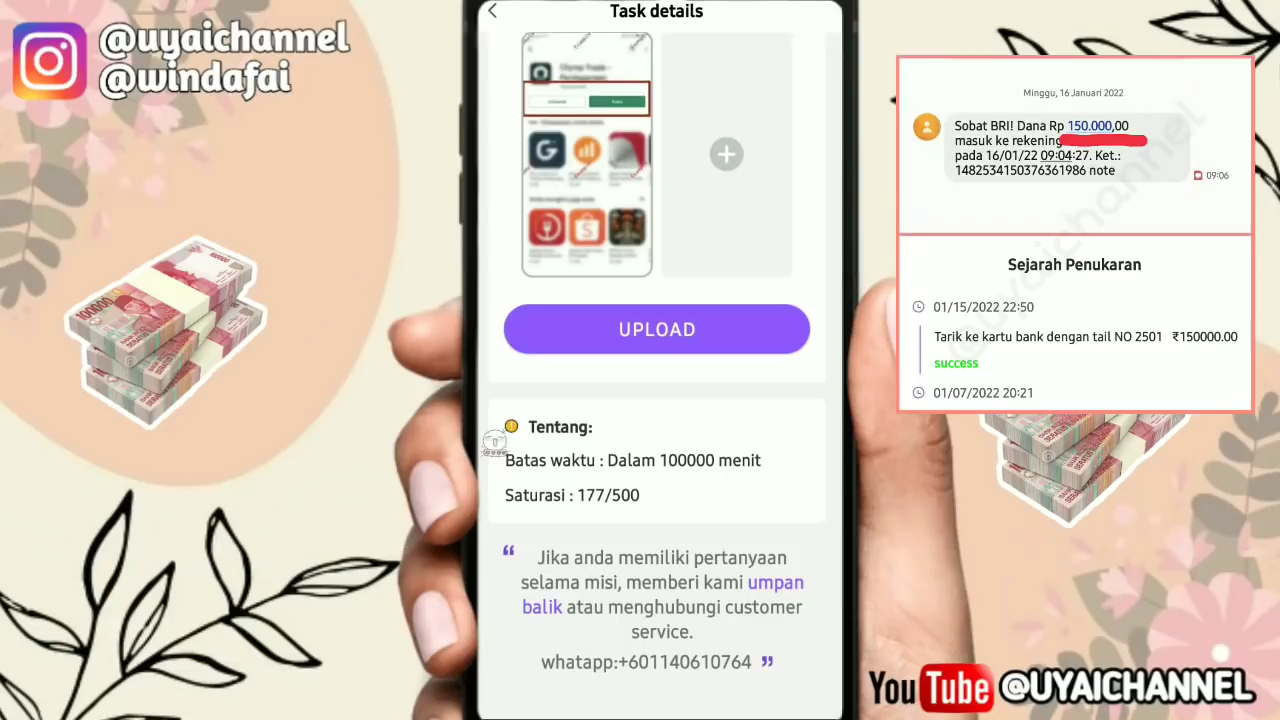 @uyaichannel
@windafai
Task details
UPLOAD
Tentang:
Batas waktu : Dalam 100000 menit
Saturasi : 177/500
“ Jika anda memiliki pertanyaan
selama misi, memberi kami umpan
balik atau menghubungi customer
service.
whatapp:+601140610764 ”
Minggu, 16 Januari 2022
Sobat BRI! Dana Rp 150.000,00
masuk ke rekening
pada 16/01/22 09:04:27. Ket.:
1482534150376361986 note
09:06
Sejarah Penukaran
01/15/2022 22:50
Tarik ke kartu bank dengan tail NO 2501 ₹150000.00
success
01/07/2022 20:21
YouTube @UYAICHANNEL
100000